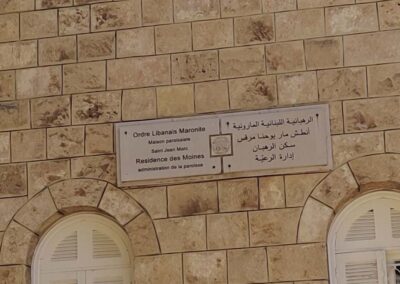 Ordre Libanais Maronite
Maison paroissiale
Saint Jean Marc
Residence des Moines
administration de la paroisse
الرهبانية اللبنانية المارونية
أنطش مار يوحنا مرقس
سكن الرهبان
إدارة الرعيّة